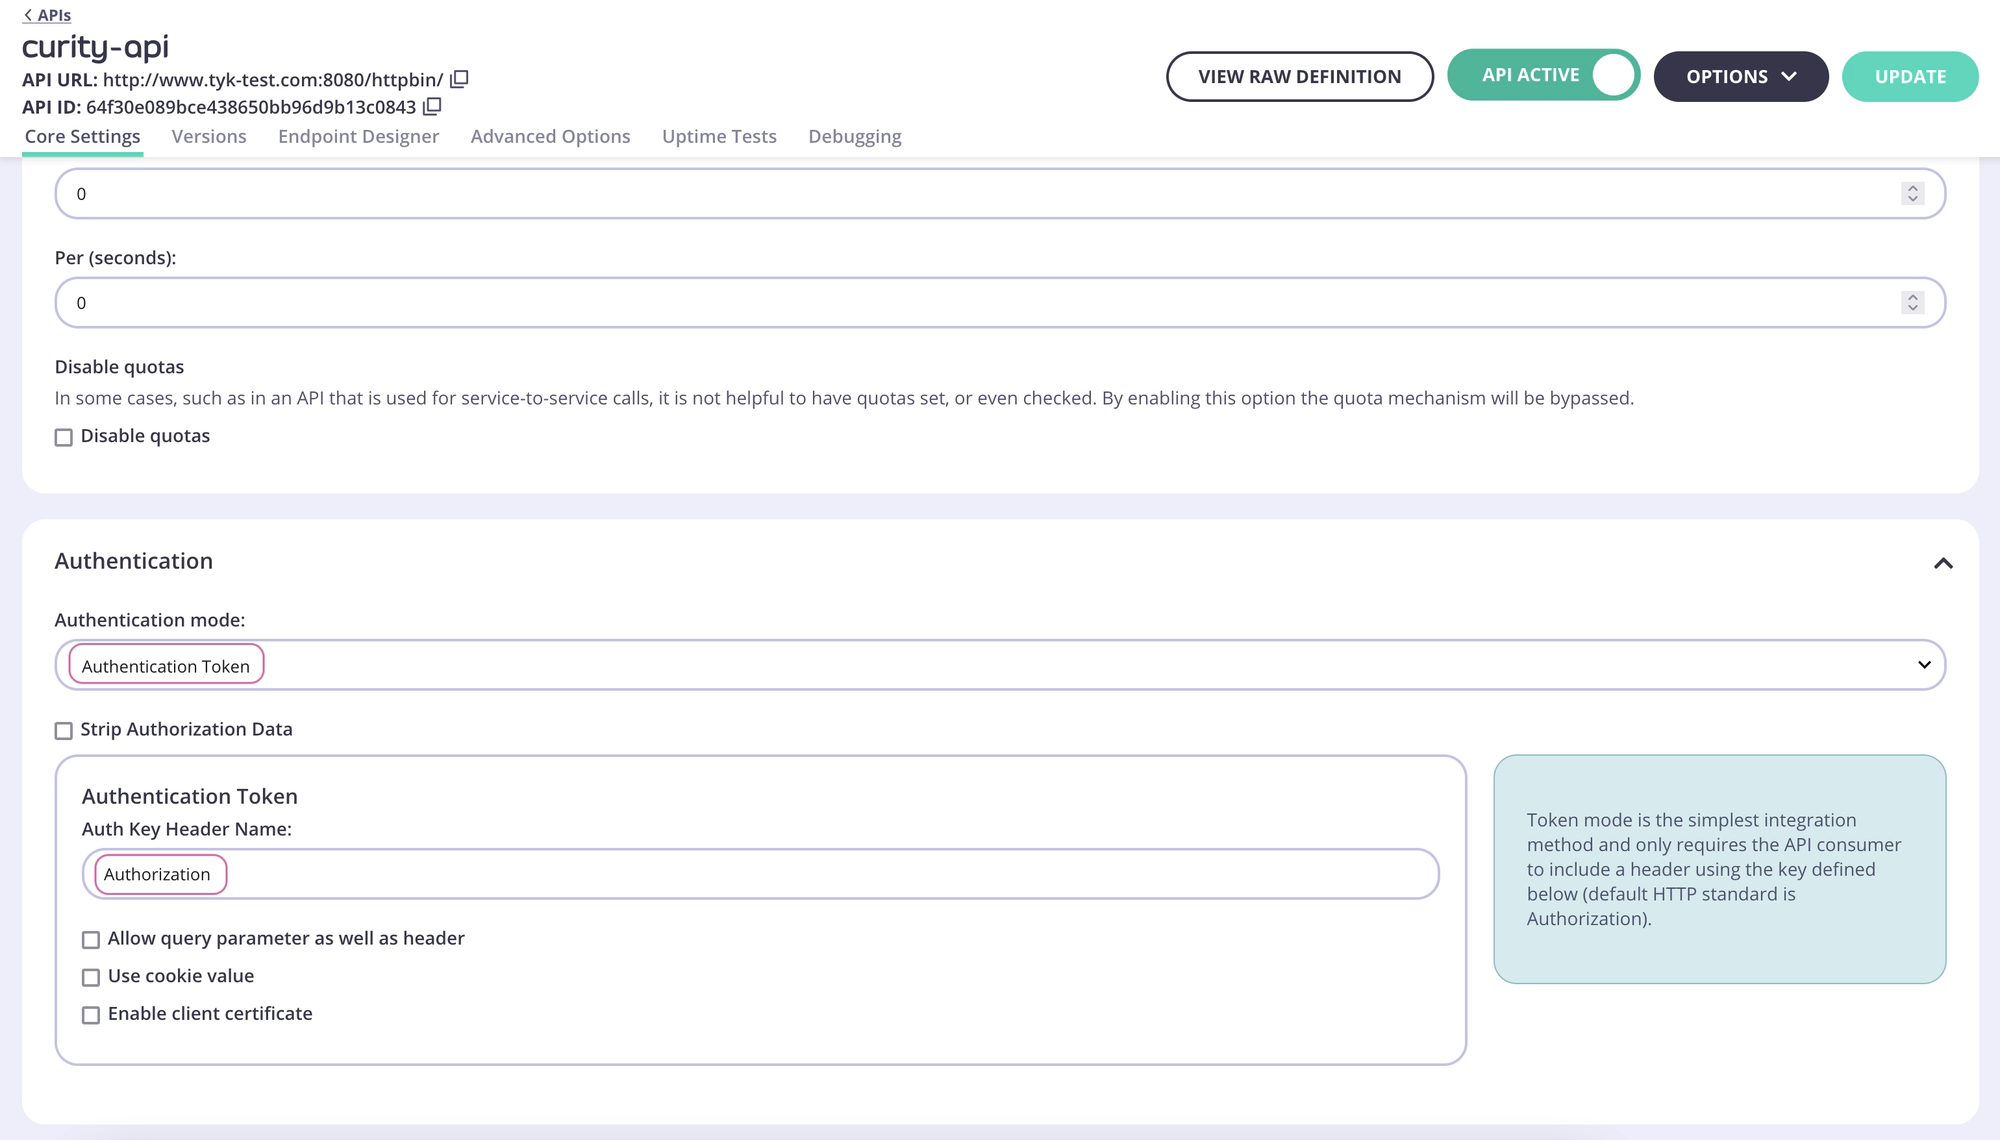 APIs
curity-api
API URL: http://www.tyk-test.com:8080/httpbin/
API ID: 64f30e089bce438650bb96d9b13c0843
VIEW RAW DEFINITION
API ACTIVE
OPTIONS
UPDATE
Core Settings
Versions
Endpoint Designer
Advanced Options
Uptime Tests
Debugging
0
Per (seconds):
0
Disable quotas
In some cases, such as in an API that is used for service-to-service calls, it is not helpful to have quotas set, or even checked. By enabling this option the quota mechanism will be bypassed.
Disable quotas
Authentication
Authentication mode:
Authentication Token
Strip Authorization Data
Authentication Token
Auth Key Header Name:
Authorization
Allow query parameter as well as header
Use cookie value
Enable client certificate
Token mode is the simplest integration
method and only requires the API consumer
to include a header using the key defined
below (default HTTP standard is
Authorization).